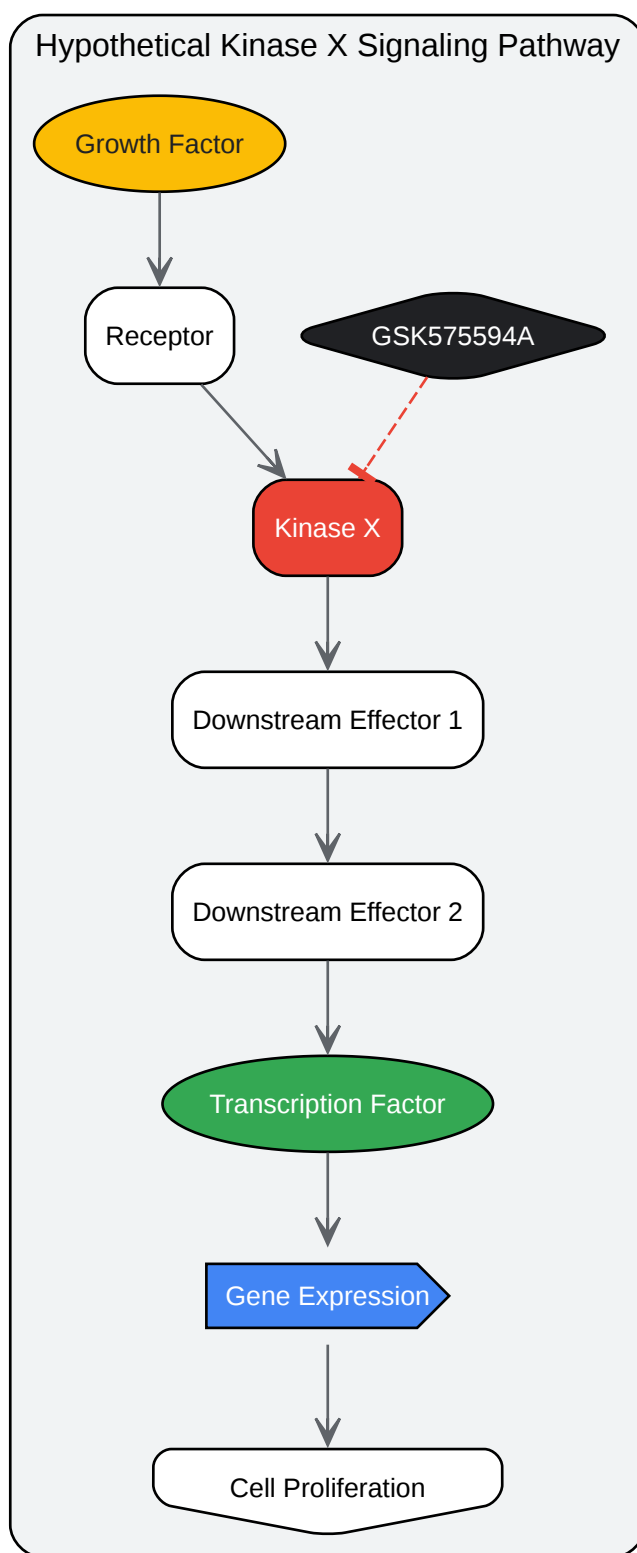 Hypothetical Kinase X Signaling Pathway
Growth Factor
Receptor
GSK575594A
Kinase X
Downstream Effector 1
Downstream Effector 2
Transcription Factor
Gene Expression
Cell Proliferation